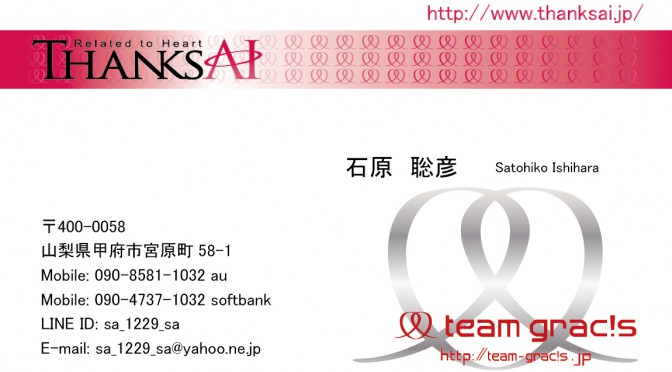 http://www.thanksai.jp/
Related to Heart
THANKSAI
石原 聡彦 Satohiko Ishihara
〒400-0058
山梨県甲府市宮原町 58-1
Mobile: 090-8581-1032 au
Mobile: 090-4737-1032 softbank
LINE ID: sa_1229_sa
E-mail: sa_1229_sa@yahoo.ne.jp
team grac!s
http://team-grac!s.jp